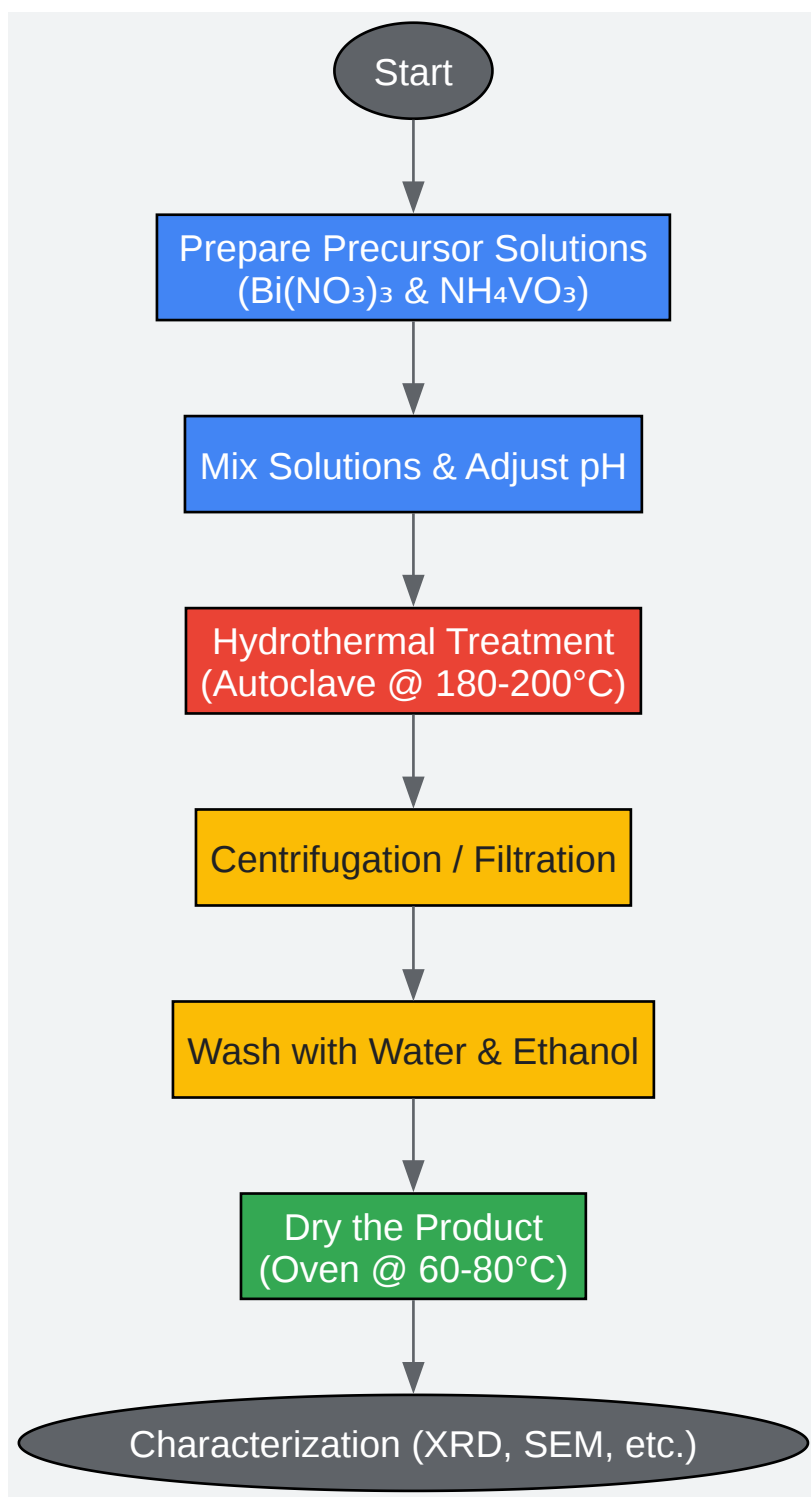 Start
Prepare Precursor Solutions
(Bi(NO₃)₃ & NH₄VO₃)
Mix Solutions & Adjust pH
Hydrothermal Treatment
(Autoclave @ 180-200°C)
Centrifugation / Filtration
Wash with Water & Ethanol
Dry the Product
(Oven @ 60-80°C)
Characterization (XRD, SEM, etc.)